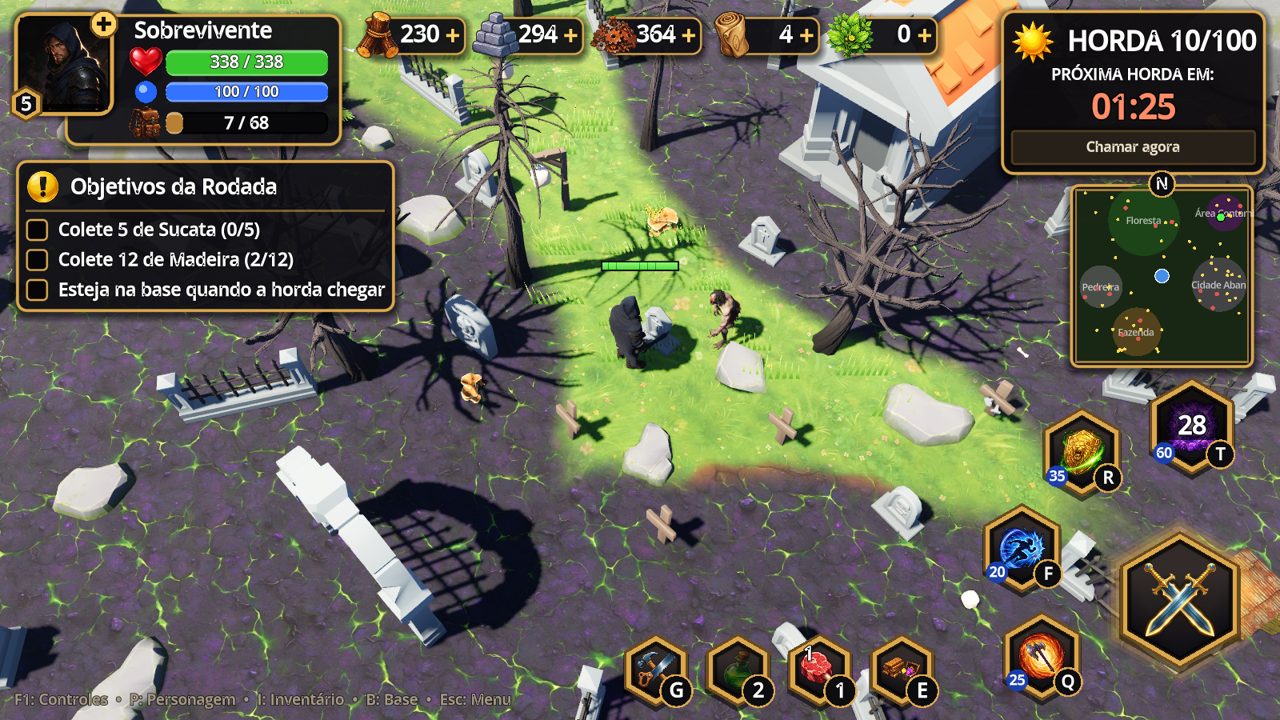 Sobrevivente
338 / 338
100 / 100
5
7 / 68
230 +
294 +
364 +
4 +
0 +
HORDA 10/100
PRÓXIMA HORDA EM:
01:25
Chamar agora
Objetivos da Rodada
Colete 5 de Sucata (0/5)
Colete 12 de Madeira (2/12)
Esteja na base quando a horda chegar
N
Floresta
Área
Pedreira
Cidade Aban
Fazenda
28
60
T
35
R
20
F
25
Q
G
2
1
1
E
F1: Controles • P: Personagem • I: Inventário • B: Base • Esc: Menu